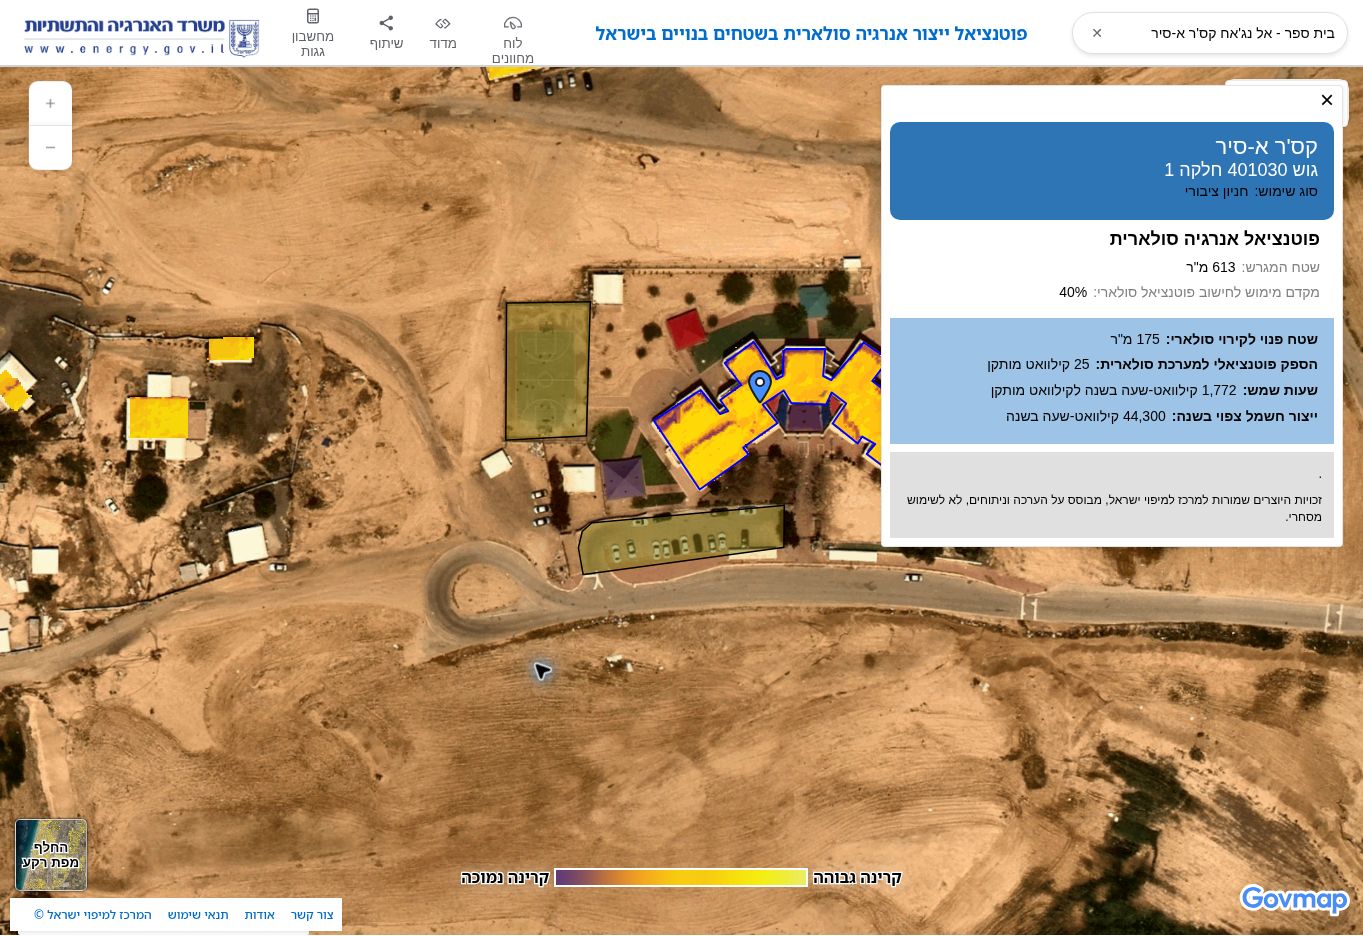 בית ספר - אל נג'אח קס'ר א-סיר ×
פוטנציאל ייצור אנרגיה סולארית בשטחים בנויים בישראל
לוח
מחוונים
מדוד
שיתוף
מחשבון
גגות
משרד האנרגיה והתשתיות
www.energy.gov.il
+
−
✕
קס'ר א-סיר
גוש 401030 חלקה 1
סוג שימוש: חניון ציבורי
פוטנציאל אנרגיה סולארית
שטח המגרש: 613 מ"ר
מקדם מימוש לחישוב פוטנציאל סולארי: 40%
שטח פנוי לקירוי סולארי: 175 מ"ר
הספק פוטנציאלי למערכת סולארית: 25 קילוואט מותקן
שעות שמש: 1,772 קילוואט-שעה בשנה לקילוואט מותקן
ייצור חשמל צפוי בשנה: 44,300 קילוואט-שעה בשנה
.
זכויות היוצרים שמורות למרכז למיפוי ישראל, מבוסס על הערכה וניתוחים, לא לשימוש
מסחרי.
החלף
מפת רקע
קרינה גבוהה
קרינה נמוכה
Govmap
צור קשר אודות תנאי שימוש המרכז למיפוי ישראל ©